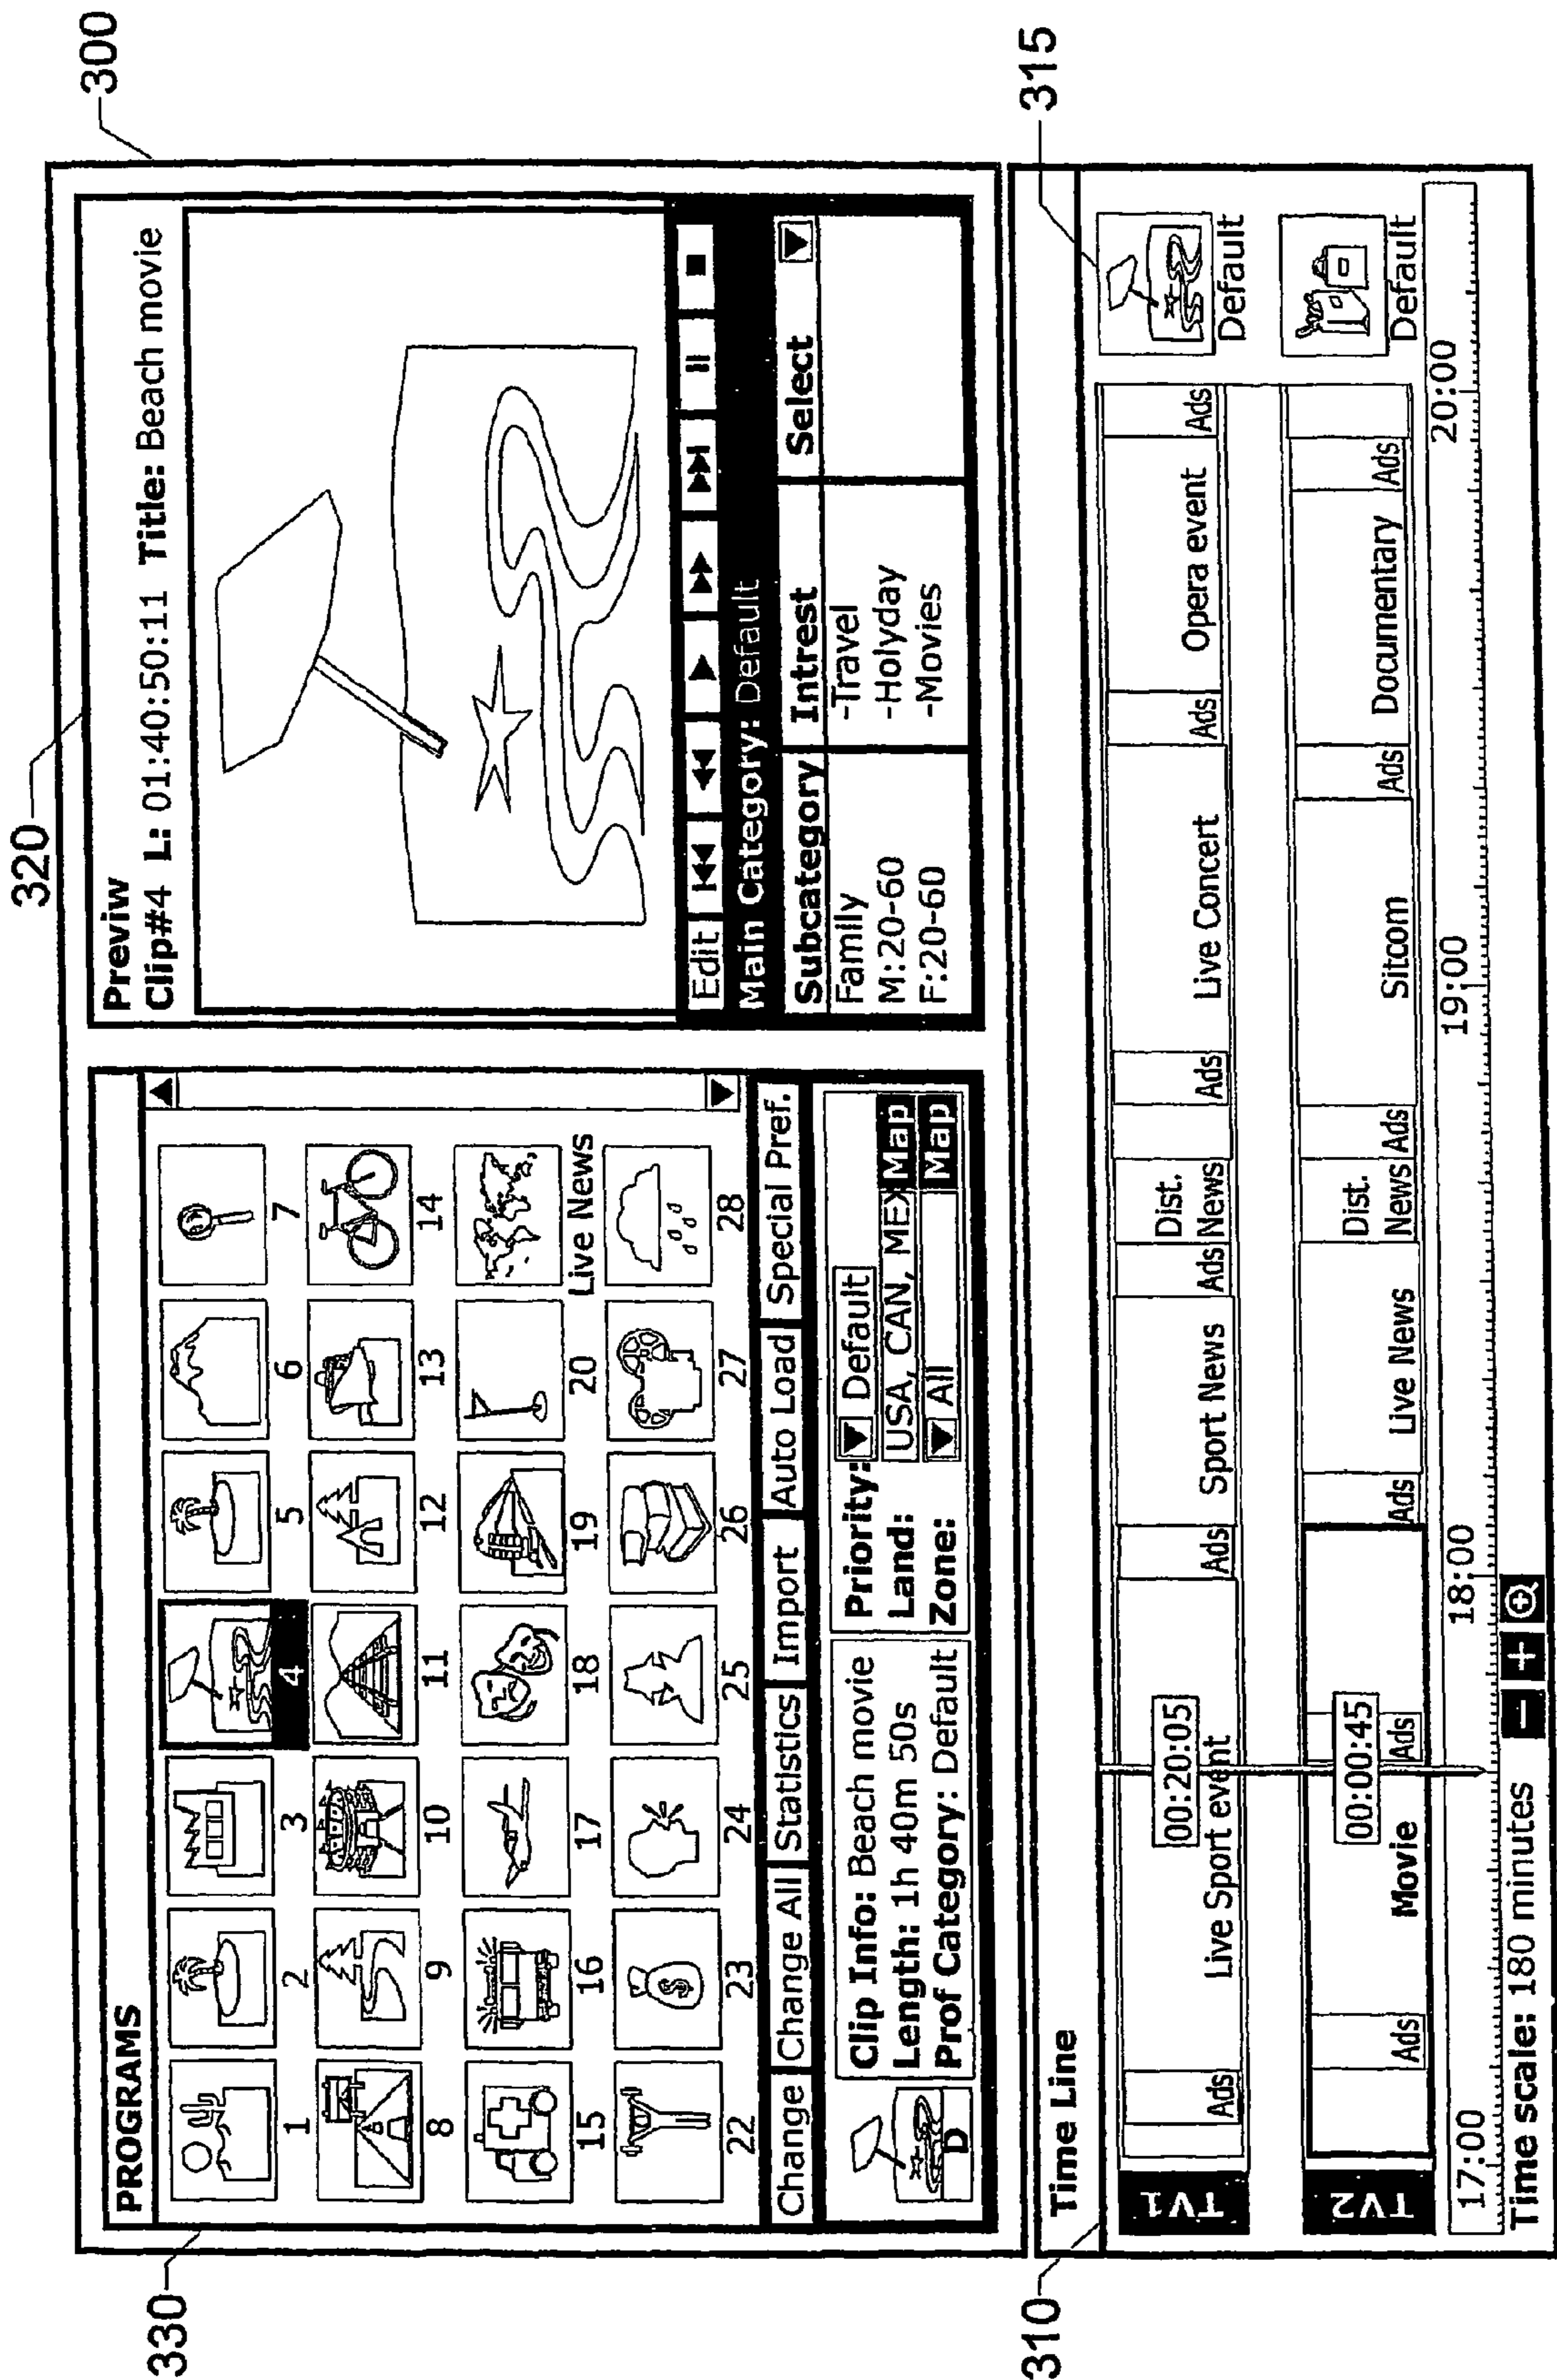 320
300
PROGRAMS
1 2 3 4 5 6 7
8 9 10 11 12 13 14
15 16 17 18 19 20 Live News
22 23 24 25 26 27 28
Change Change All Statistics Import Auto Load Special Pref.
D
Clip Info: Beach movie
Length: 1h 40m 50s
Prof Category: Default
Priority: Default
Land: USA, CAN, MEX Map
Zone: All Map
330
Previw
Clip#4 L: 01:40:50:11 Title: Beach movie
Edit
Main Category: Default
Subcategory Intrest Select
Family -Travel
M:20-60 -Holyday
F:20-60 -Movies
310
315
Time Line
TV1
Ads Live Sport event 00:20:05 Ads Sport News Ads Dist. News Ads Live Concert Ads Opera event Ads
Default
TV2
Ads Movie 00:00:45 Ads Ads Live News Dist. News Ads Sitcom Ads Documentary Ads
Default
17:00 18:00 19:00 20:00
Time scale: 180 minutes − +